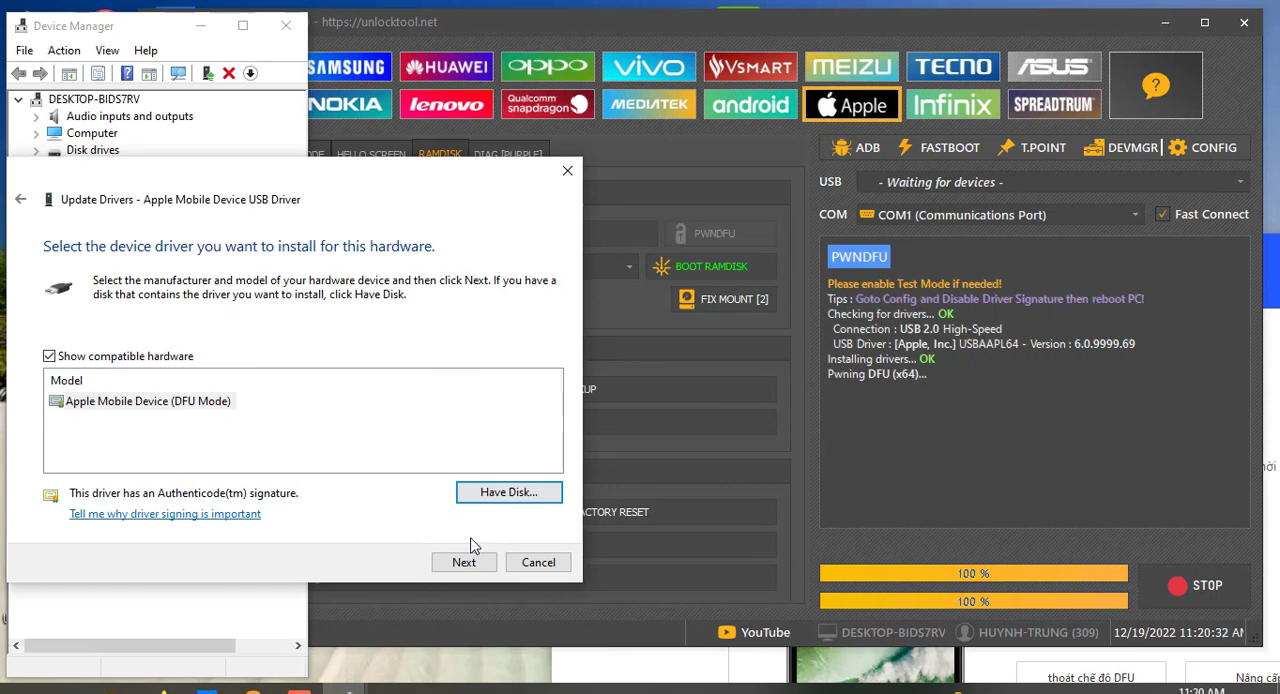 Device Manager
- https://unlocktool.net
File Action View Help
SAMSUNG HUAWEI oppo vivo VSMART MEIZU TECNO ASUS ?
NOKIA lenovo Qualcomm snapdragon MEDIATEK android Apple Infinix SPREADTRUM
DESKTOP-BIDS7RV
Audio inputs and outputs
Computer
Disk drives
HELLO SCREEN RAMDISK DIAG [PURPLE]
ADB FASTBOOT T.POINT DEVMGR CONFIG
USB - Waiting for devices -
COM COM1 (Communications Port) Fast Connect
Update Drivers - Apple Mobile Device USB Driver
Select the device driver you want to install for this hardware.
Select the manufacturer and model of your hardware device and then click Next. If you have a
disk that contains the driver you want to install, click Have Disk.
Show compatible hardware
Model
Apple Mobile Device (DFU Mode)
This driver has an Authenticode(tm) signature.
Have Disk...
Tell me why driver signing is important
Next Cancel
PWNDFU
BOOT RAMDISK
FIX MOUNT [2]
PWNDFU
Please enable Test Mode if needed!
Tips : Goto Config and Disable Driver Signature then reboot PC!
Checking for drivers... OK
Connection : USB 2.0 High-Speed
USB Driver : [Apple, Inc.] USBAAPL64 - Version : 6.0.9999.69
Installing drivers... OK
Pwning DFU (x64)...
100 %
100 %
STOP
YouTube DESKTOP-BIDS7RV HUYNH-TRUNG (309) 12/19/2022 11:20:32
thoát chế độ DFU
Nâng cấp
11:20 AM